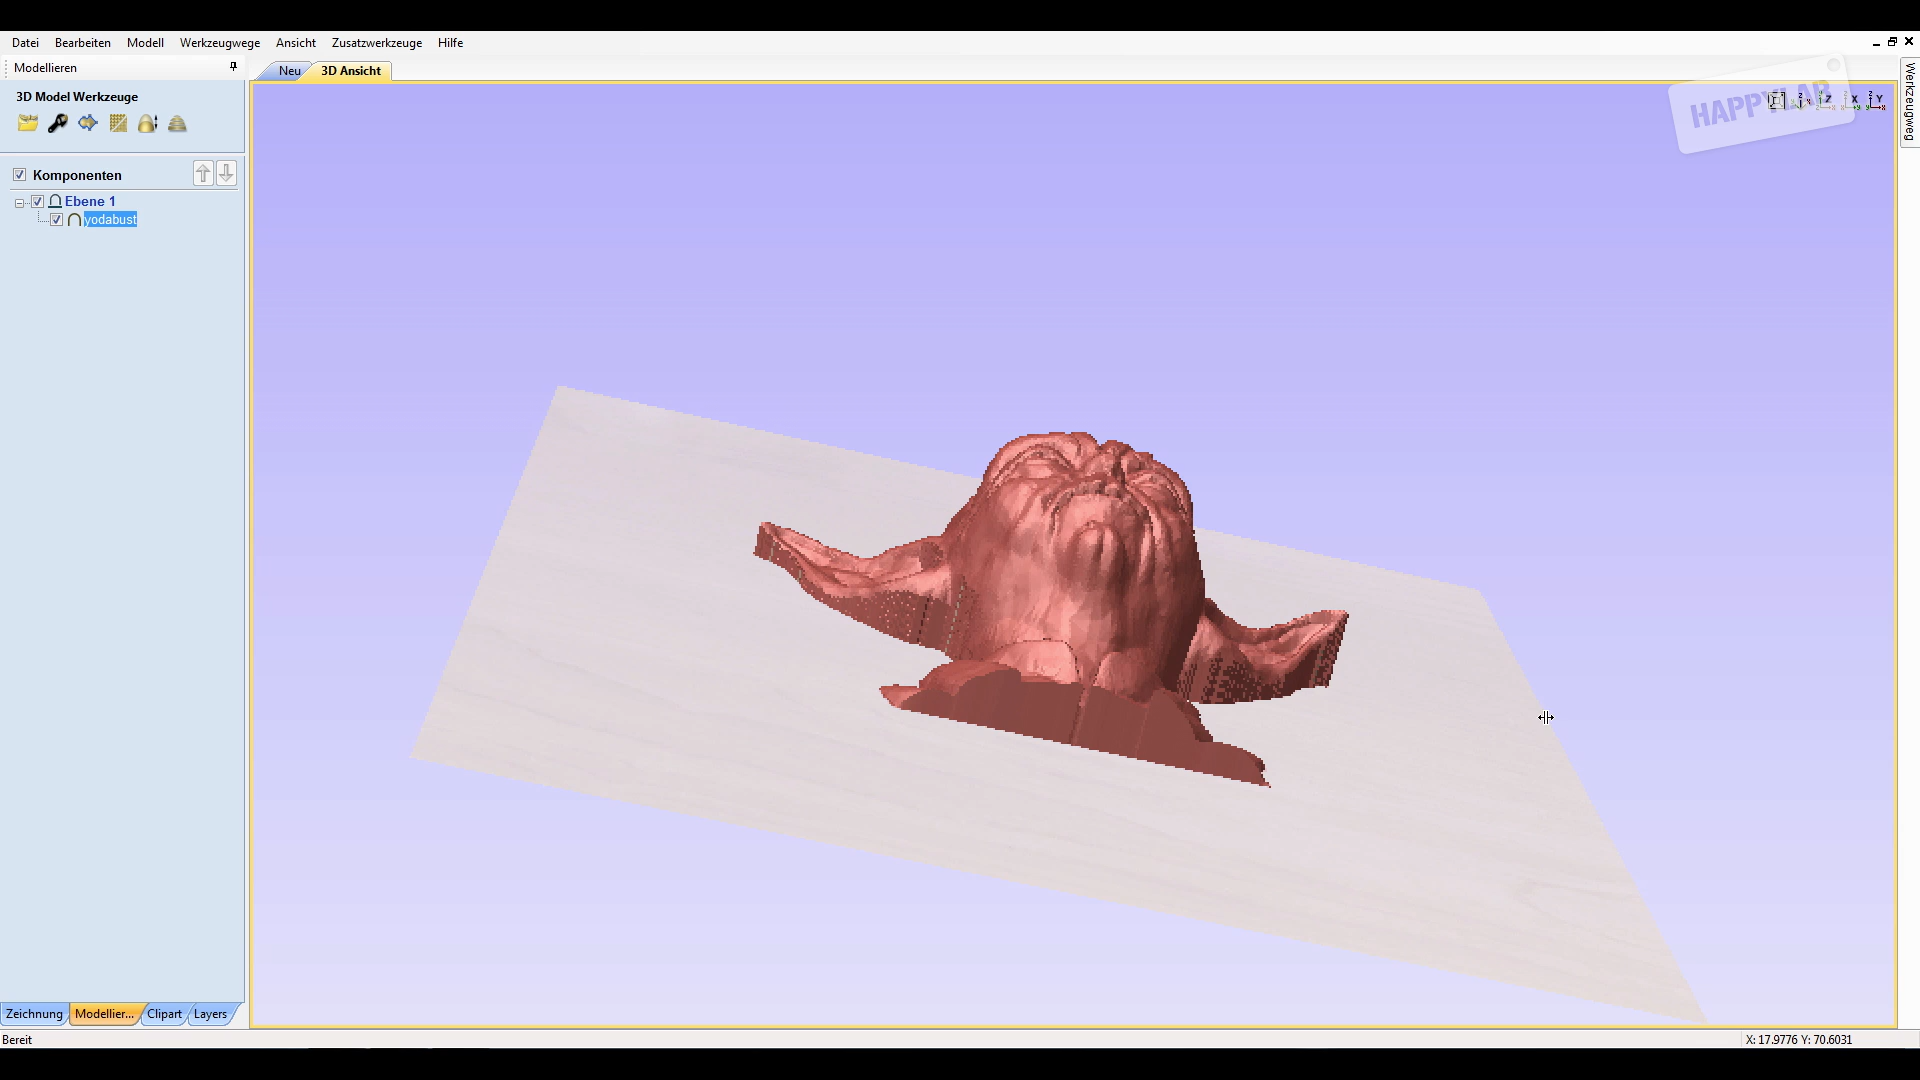 Datei Bearbeiten Modell Werkzeugwege Ansicht Zusatzwerkzeuge Hilfe
Modellieren
Neu 3D Ansicht
3D Model Werkzeuge
HAPPYLAB
Z X Y
Werkzeugweg
Komponenten
Ebene 1
yodabust
Zeichnung Modellier... Clipart Layers
Bereit
X: 17.9776 Y: 70.6031